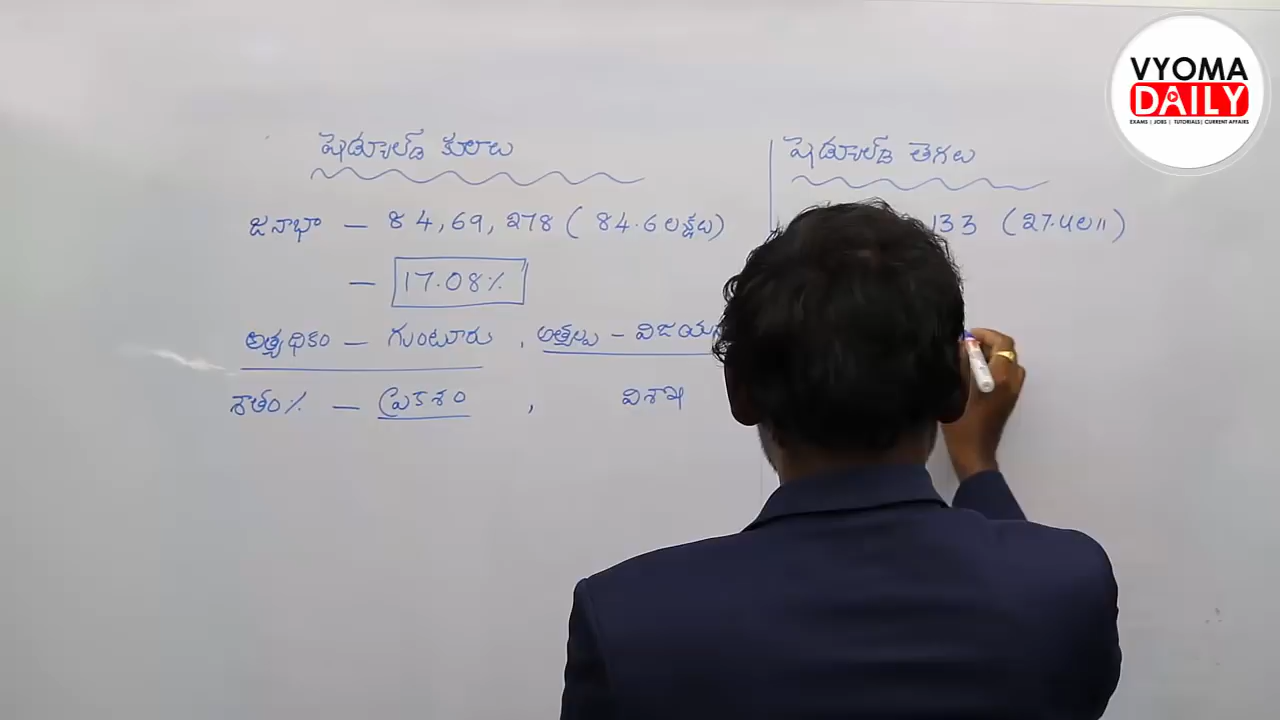 VYOMA
DAILY
EXAMS | JOBS | TUTORIALS | CURRENT AFFAIRS
షెడ్యూల్డ్ కులాలు
జనాభా – 84,69,278 ( 84.6 లక్షలు)
– 17.08%
అత్యధికం – గుంటూరు , అత్యల్ప – విజయన
శాతం% – ప్రకాశం , విశాఖ
షెడ్యూల్డ్ తెగలు
133 (27.4ల॥)